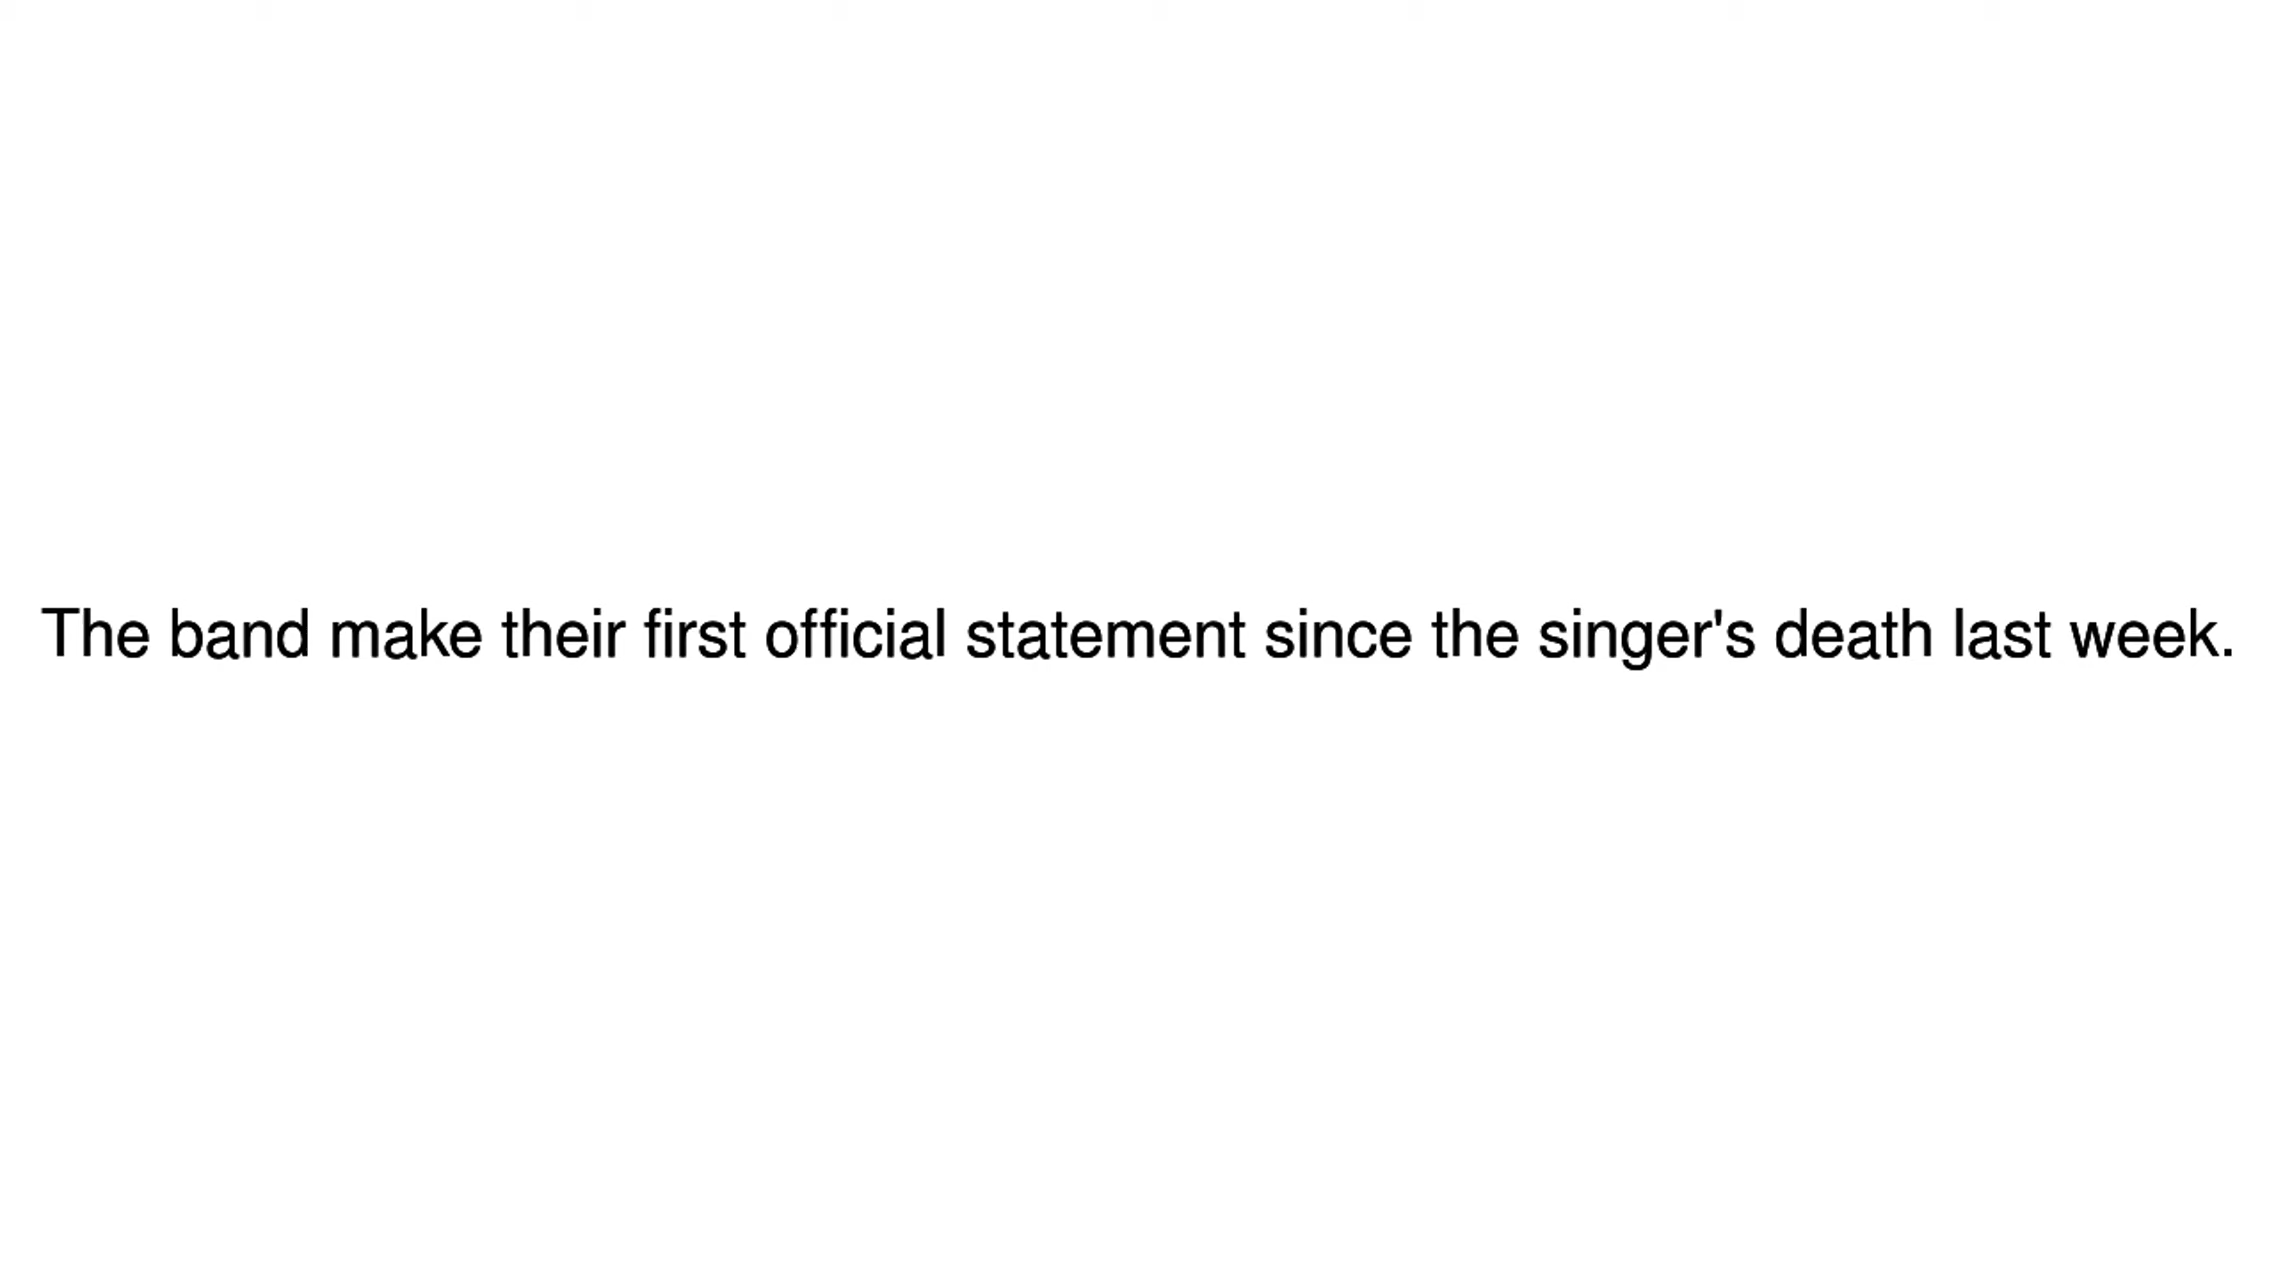 The band make their first official statement since the singer's death last week.